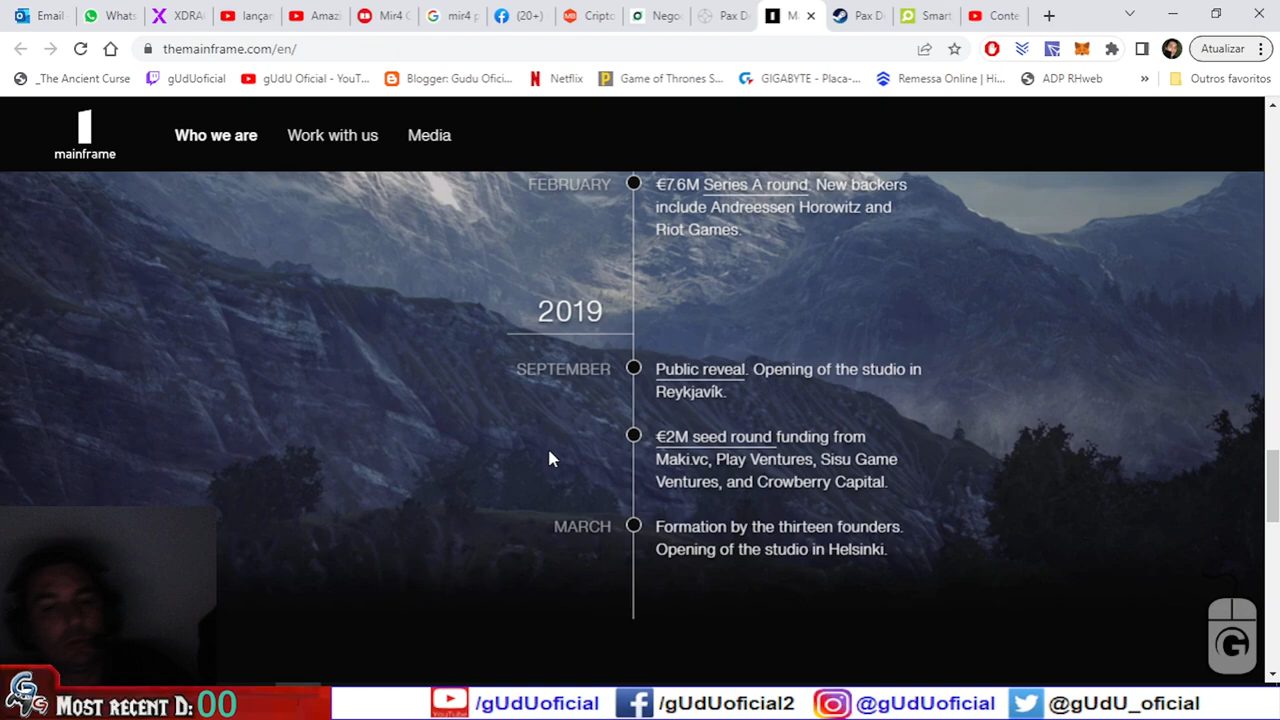 Email
Whats
XDRA
lançar
Amazi
Mir4 C
mir4 p
(20+)
Cripto
Nego
Pax D
M
Pax D
Smart
Conte
themainframe.com/en/
Atualizar
_The Ancient Curse
gUdUoficial
gUdU Oficial - YouT...
Blogger: Gudu Ofici...
Netflix
Game of Thrones S...
GIGABYTE - Placa-...
Remessa Online | Hi...
ADP RHweb
»
Outros favoritos
mainframe
Who we are
Work with us
Media
FEBRUARY
€7.6M Series A round. New backers
include Andreessen Horowitz and
Riot Games.
2019
SEPTEMBER
Public reveal. Opening of the studio in
Reykjavík.
€2M seed round funding from
Maki.vc, Play Ventures, Sisu Game
Ventures, and Crowberry Capital.
MARCH
Formation by the thirteen founders.
Opening of the studio in Helsinki.
G
Most recent D: 00
YouTube
/gUdUoficial
/gUdUoficial2
@gUdUoficial
@gUdU_oficial